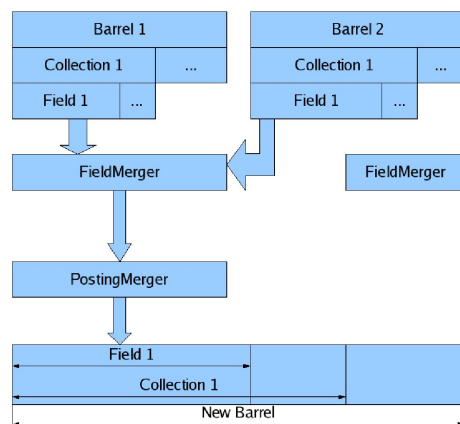 Barrel 1 Barrel 2
Collection 1 ... Collection 1 ...
Field 1 ... Field 1 ...
FieldMerger FieldMerger
PostingMerger
Field 1
Collection 1
New Barrel